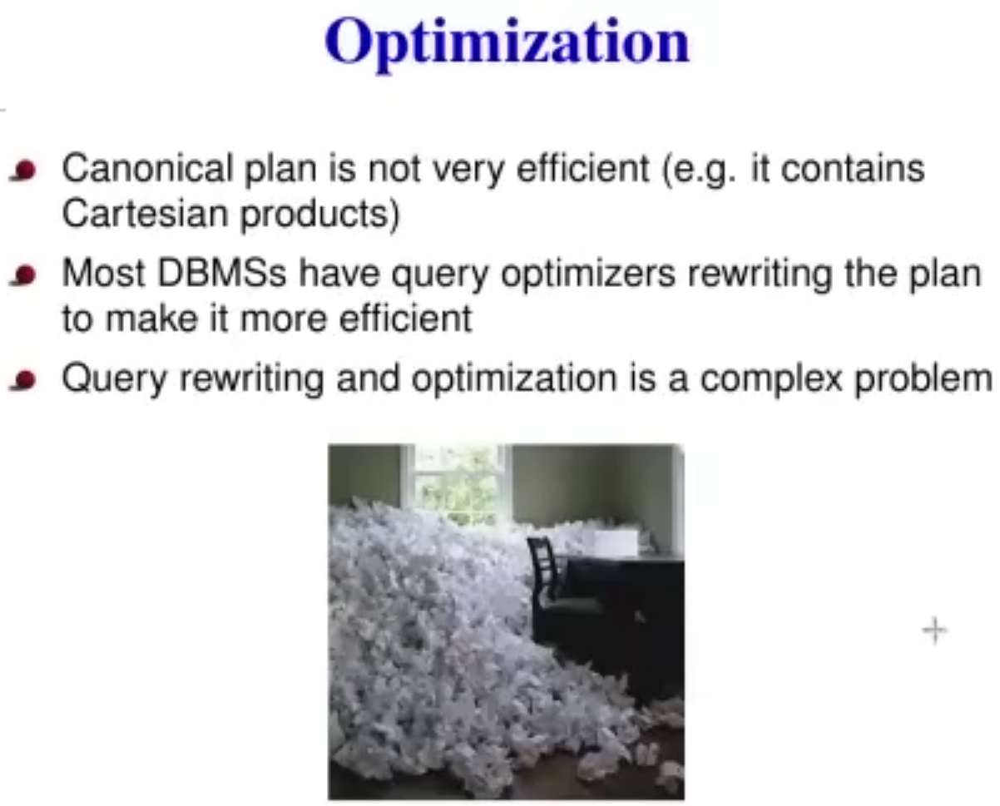 Optimization
Canonical plan is not very efficient (e.g. it contains
Cartesian products)
Most DBMSs have query optimizers rewriting the plan
to make it more efficient
Query rewriting and optimization is a complex problem